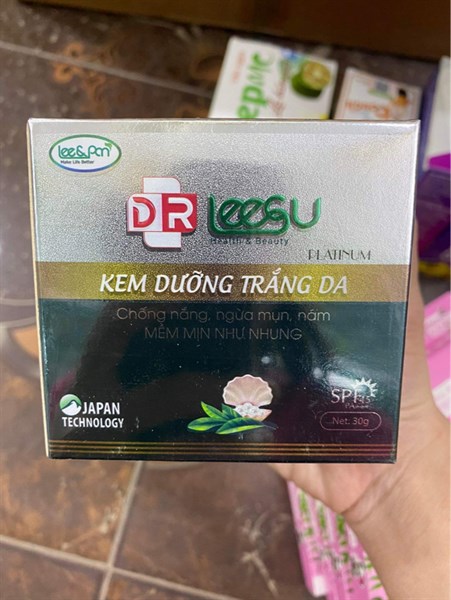 Lee&Pan
Make Life Better
DR Leesu
Health & Beauty
PLATINUM
KEM DƯỠNG TRẮNG DA
Chống nắng, ngừa mụn, nám
MỀM MỊN NHƯ NHUNG
JAPAN
TECHNOLOGY
SPF
Net: 30g